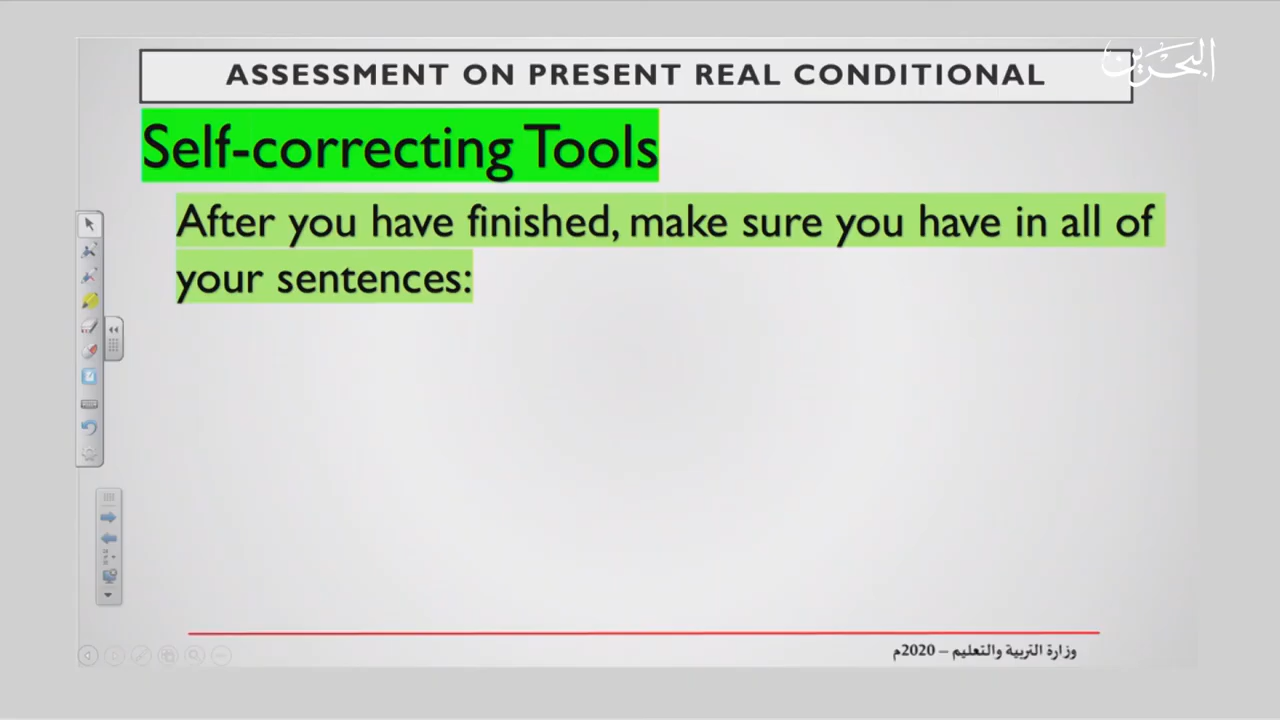 البحرين
ASSESSMENT ON PRESENT REAL CONDITIONAL
Self-correcting Tools
After you have finished, make sure you have in all of
your sentences:
وزارة التربية والتعليم – 2020م